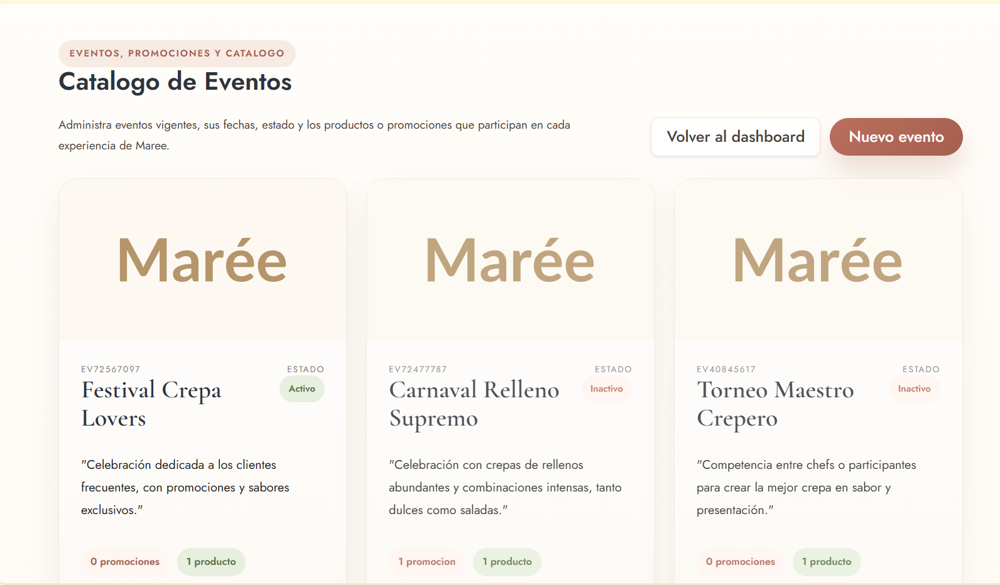 EVENTOS, PROMOCIONES Y CATALOGO
Catalogo de Eventos
Administra eventos vigentes, sus fechas, estado y los productos o promociones que participan en cada
experiencia de Maree.
Volver al dashboard
Nuevo evento
Marée
EV72567097
ESTADO
Festival Crepa
Lovers
Activo
"Celebración dedicada a los clientes
frecuentes, con promociones y sabores
exclusivos."
0 promociones
1 producto
Marée
EV72477787
ESTADO
Carnaval Relleno
Supremo
Inactivo
"Celebración con crepas de rellenos
abundantes y combinaciones intensas, tanto
dulces como saladas."
1 promocion
1 producto
Marée
EV40845617
ESTADO
Torneo Maestro
Crepero
Inactivo
"Competencia entre chefs o participantes
para crear la mejor crepa en sabor y
presentación."
0 promociones
1 producto